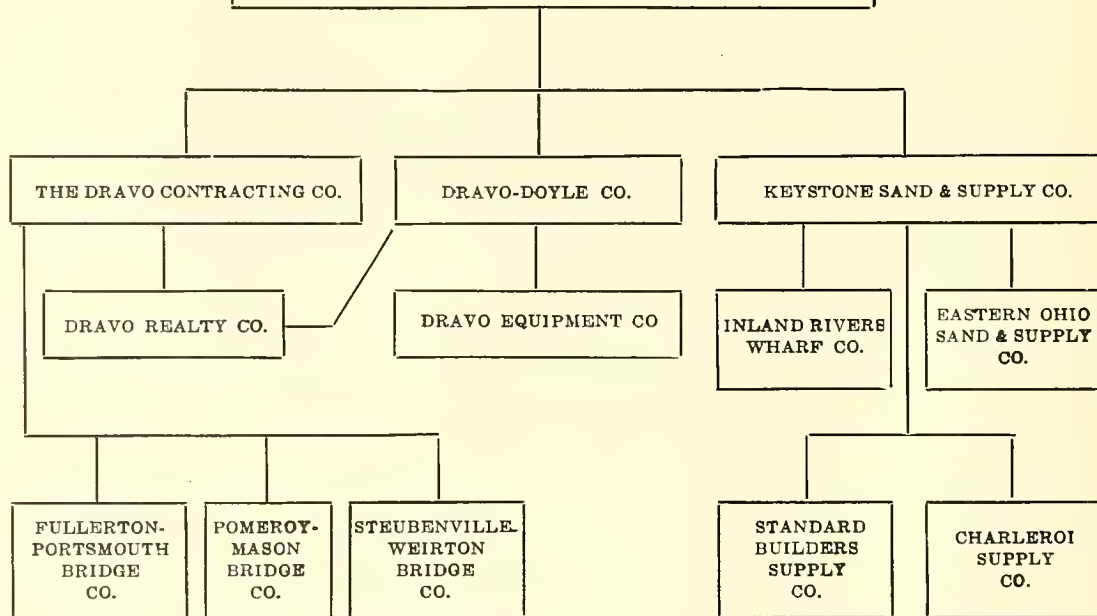 THE DRAVO CONTRACTING CO.
DRAVO-DOYLE CO.
KEYSTONE SAND & SUPPLY CO.
DRAVO REALTY CO.
DRAVO EQUIPMENT CO
INLAND RIVERS
WHARF CO.
EASTERN OHIO
SAND & SUPPLY
CO.
FULLERTON-
PORTSMOUTH
BRIDGE
CO.
POMEROY-
MASON
BRIDGE
CO.
STEUBENVILLE-
WEIRTON
BRIDGE
CO.
STANDARD
BUILDERS
SUPPLY
CO.
CHARLEROI
SUPPLY
CO.